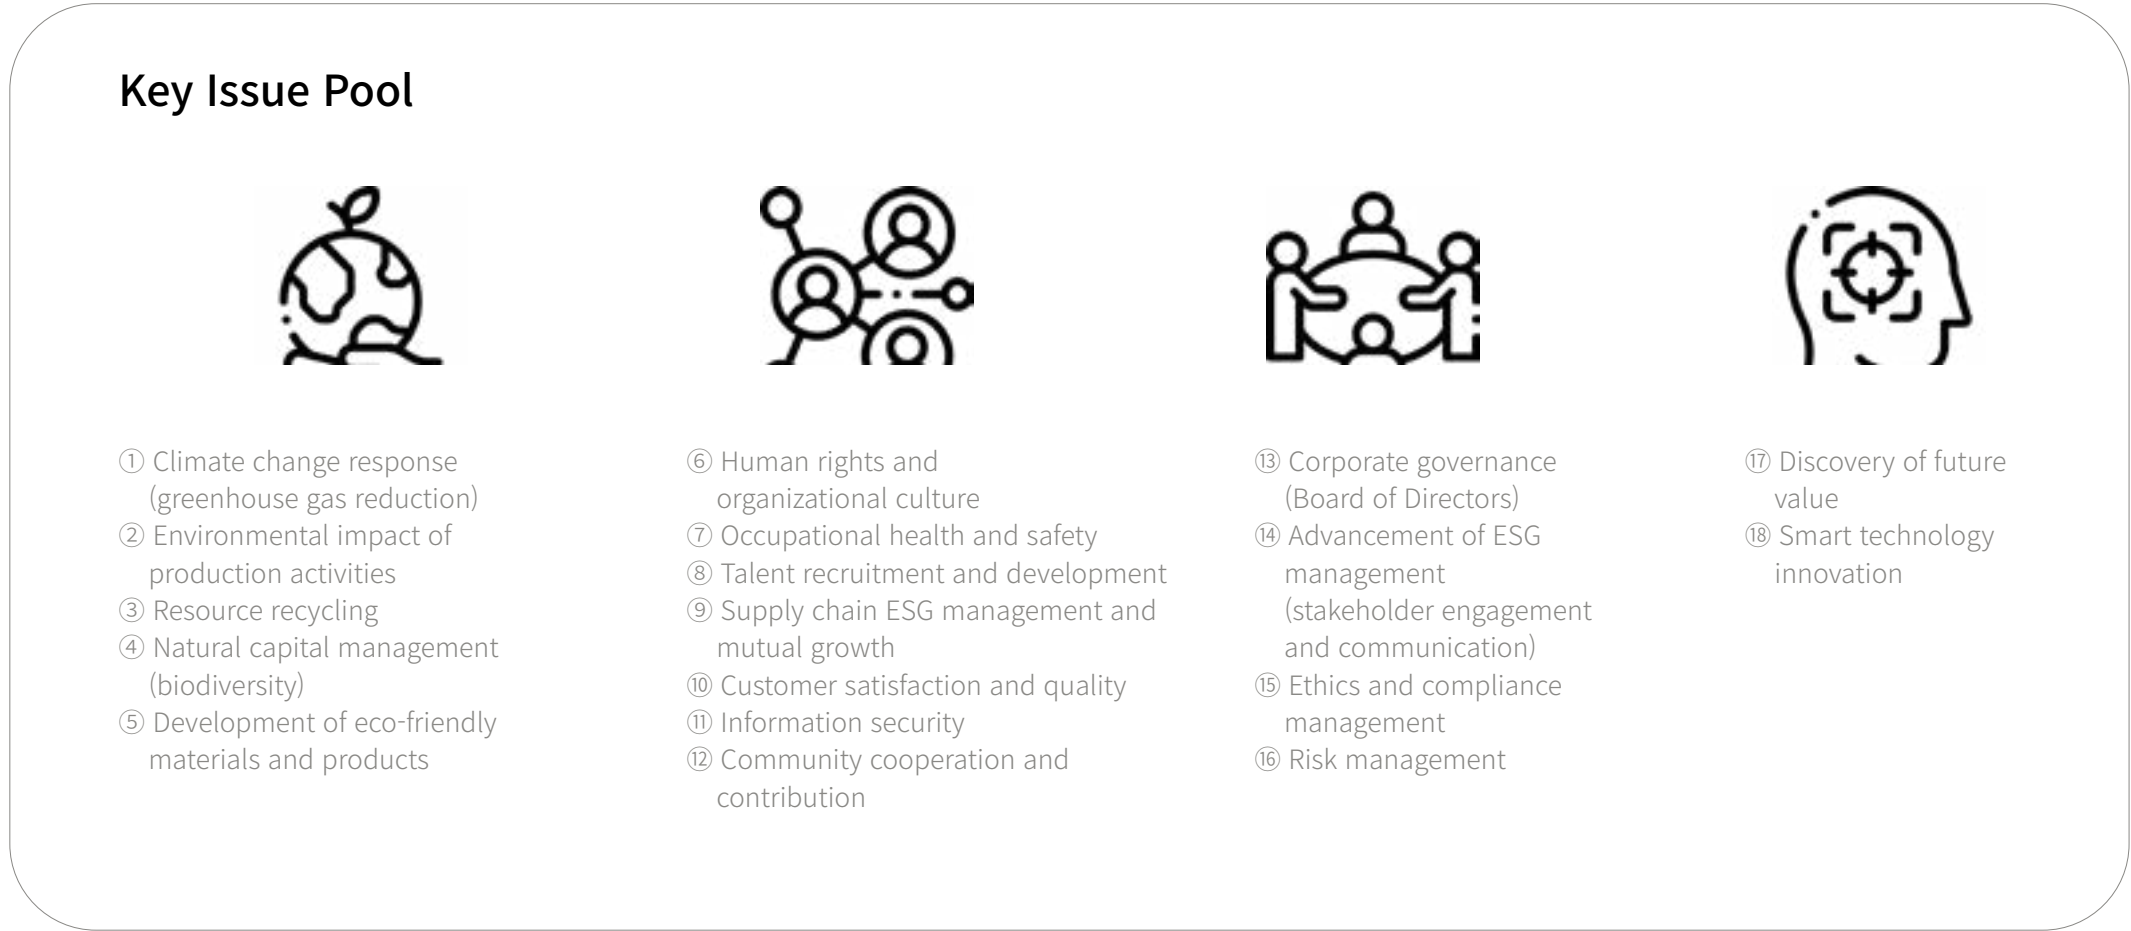 Key Issue Pool
① Climate change response
(greenhouse gas reduction)
② Environmental impact of
production activities
③ Resource recycling
④ Natural capital management
(biodiversity)
⑤ Development of eco-friendly
materials and products
⑥ Human rights and
organizational culture
⑦ Occupational health and safety
⑧ Talent recruitment and development
⑨ Supply chain ESG management and
mutual growth
⑩ Customer satisfaction and quality
⑪ Information security
⑫ Community cooperation and
contribution
⑬ Corporate governance
(Board of Directors)
⑭ Advancement of ESG
management
(stakeholder engagement
and communication)
⑮ Ethics and compliance
management
⑯ Risk management
⑰ Discovery of future
value
⑱ Smart technology
innovation